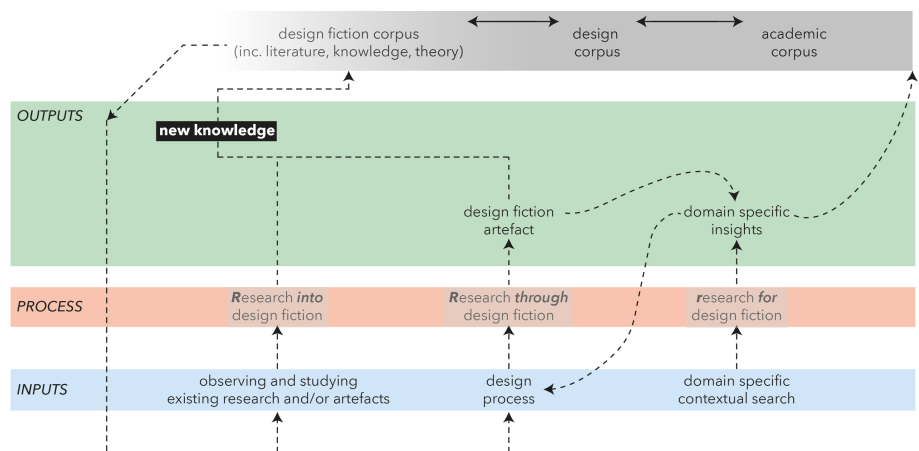 design fiction corpus
(inc. literature, knowledge, theory)
design
corpus
academic
corpus
OUTPUTS
new knowledge
design fiction
artefact
domain specific
insights
PROCESS
Research into
design fiction
Research through
design fiction
research for
design fiction
INPUTS
observing and studying
existing research and/or artefacts
design
process
domain specific
contextual search